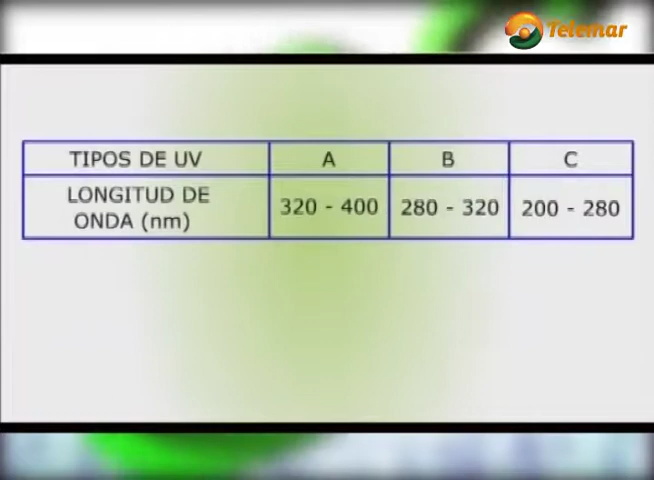 Telemar
TIPOS DE UV A B C
LONGITUD DE
ONDA (nm) 320 - 400 280 - 320 200 - 280